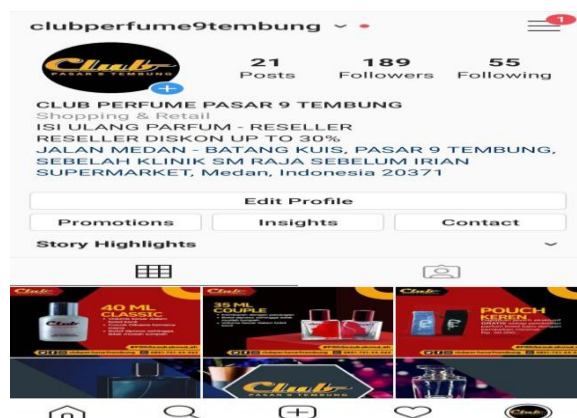 clubperfume9tembung
1
Club
PASAR 9 TEMBUNG
21 189 55
Posts Followers Following
CLUB PERFUME PASAR 9 TEMBUNG
Shopping & Retail
ISI ULANG PARFUM - RESELLER
RESELLER DISKON UP TO 30%
JALAN MEDAN - BATANG KUIS, PASAR 9 TEMBUNG,
SEBELAH KLINIK SM RAJA SEBELUM IRIAN
SUPERMARKET, Medan, Indonesia 20371
Edit Profile
Promotions Insights Contact
Story Highlights
Club
40 ML
CLASSIC
Club
35 ML
COUPLE
Club
POUCH
KEREN
GRATIS
Club
PASAR 9 TEMBUNG